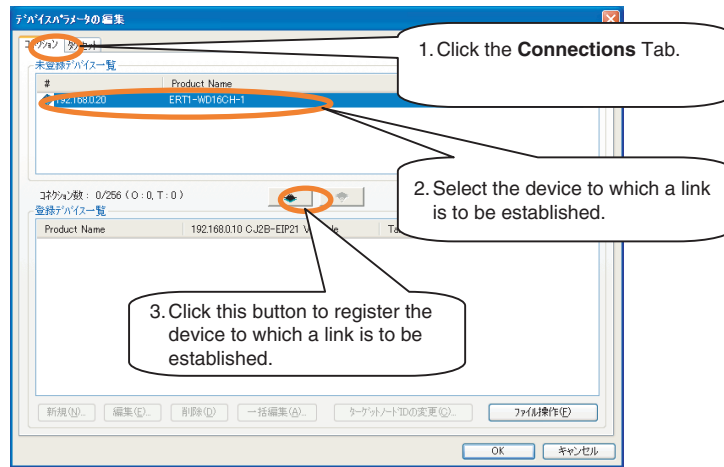 デバイスパラメータの編集
コネクション タグセット
未登録デバイス一覧
# Product Name
192.168.0.20 ERT1-WD16CH-1
コネクション数 : 0/256 ( O : 0, T : 0 )
登録デバイス一覧
Product Name 192.168.0.10 CJ2B-EIP21 V
新規(N)... 編集(E)... 削除(D) 一括編集(A)... ターゲットノードIDの変更(C)... ファイル操作(F)
OK キャンセル
1. Click the Connections Tab.
2. Select the device to which a link
is to be established.
3. Click this button to register the
device to which a link is to be
established.